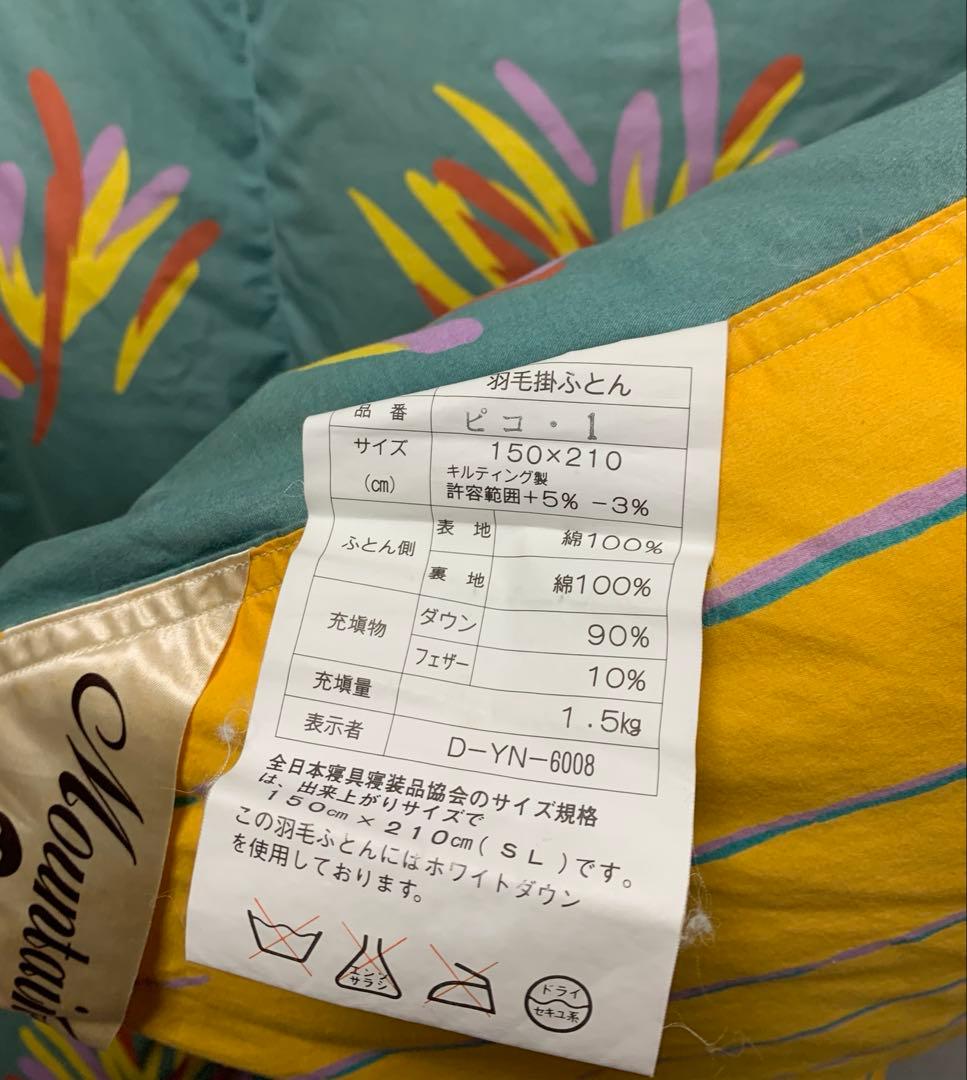 羽毛掛ふとん
品番 ピコ・1
サイズ(cm) 150×210
キルティング製
許容範囲+5% −3%
ふとん側 表地 綿100%
裏地 綿100%
充塡物 ダウン 90%
フェザー 10%
充塡量 1.5kg
表示者 D-YN-6008
全日本寝具寝装品協会のサイズ規格
は、出来上がりサイズで
150cm×210cm(SL)です。
この羽毛ふとんにはホワイトダウン
を使用しております。
エンソ
サラシ
ドライ
セキユ系
Mountain